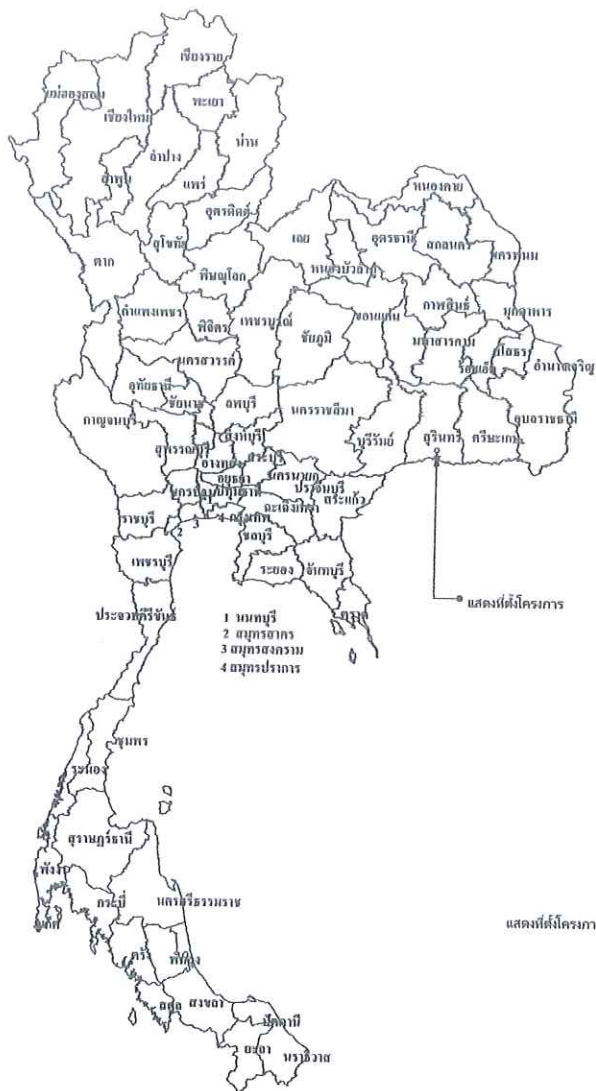 เชียงราย
แม่ฮ่องสอน
พะเยา
เชียงใหม่
น่าน
ลำปาง
ลำพูน
แพร่
หนองคาย
อุตรดิตถ์
สุโขทัย
เลย
อุดรธานี
สกลนคร
ตาก
นครพนม
พิษณุโลก
หนองบัวลำภู
กำแพงเพชร
พิจิตร
เพชรบูรณ์
ขอนแก่น
กาฬสินธุ์
มุกดาหาร
ชัยภูมิ
มหาสารคาม
นครสวรรค์
ยโสธร
ร้อยเอ็ด
อำนาจเจริญ
อุทัยธานี
ชัยนาท
ลพบุรี
นครราชสีมา
กาญจนบุรี
อุบลราชธานี
สิงห์บุรี
บุรีรัมย์
สุรินทร์
ศรีษะเกษ
สุพรรณบุรี
อ่างทอง
สระบุรี
อยุธยา
นครนายก
ปราจีนบุรี
นครปฐม
ปทุมธานี
สระแก้ว
ฉะเชิงเทรา
ราชบุรี
1
2
3
4 กรุงเทพ
ชลบุรี
เพชรบุรี
ระยอง
จันทบุรี
แสดงที่ตั้งโครงการ
ประจวบคีรีขันธ์
ตราด
1 นนทบุรี
2 สมุทรสาคร
3 สมุทรสงคราม
4 สมุทรปราการ
ชุมพร
ระนอง
สุราษฎร์ธานี
พังงา
กระบี่
นครศรีธรรมราช
ภูเก็ต
แสดงที่ตั้งโครงกา
ตรัง
พัทลุง
สตูล
สงขลา
ปัตตานี
ยะลา
นราธิวาส